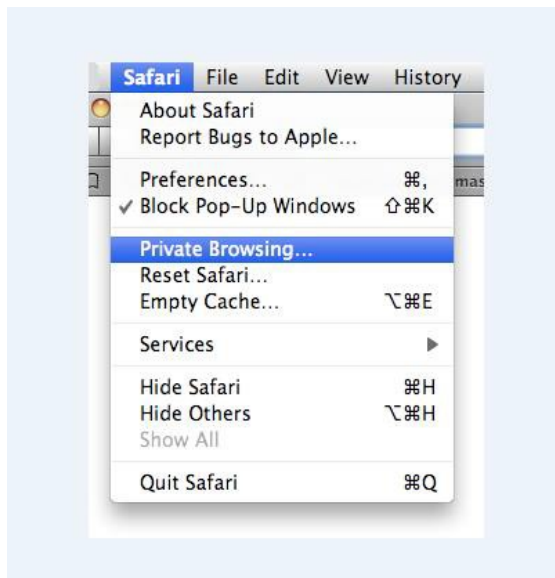 Safari File Edit View History
About Safari
Report Bugs to Apple...
Preferences... ⌘,
mas
✓ Block Pop-Up Windows ⇧⌘K
Private Browsing...
Reset Safari...
Empty Cache... ⌥⌘E
Services ▶
Hide Safari ⌘H
Hide Others ⌥⌘H
Show All
Quit Safari ⌘Q